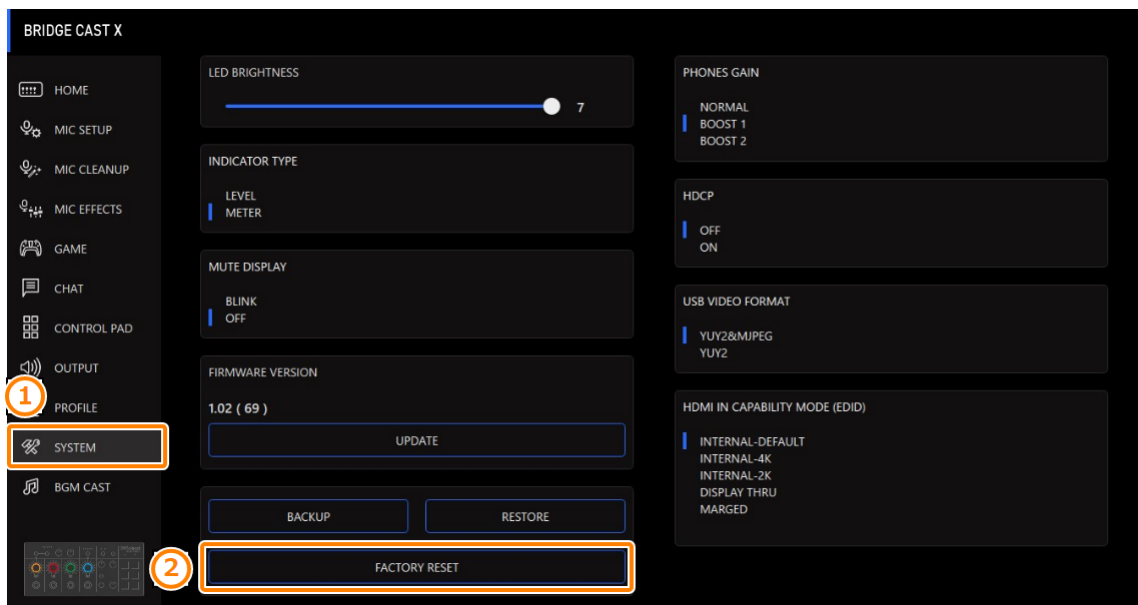 BRIDGE CAST X
HOME
MIC SETUP
MIC CLEANUP
MIC EFFECTS
GAME
CHAT
CONTROL PAD
OUTPUT
1
PROFILE
SYSTEM
BGM CAST
LED BRIGHTNESS
7
INDICATOR TYPE
LEVEL
METER
MUTE DISPLAY
BLINK
OFF
FIRMWARE VERSION
1.02 ( 69 )
UPDATE
BACKUP RESTORE
2
FACTORY RESET
PHONES GAIN
NORMAL
BOOST 1
BOOST 2
HDCP
OFF
ON
USB VIDEO FORMAT
YUY2&MJPEG
YUY2
HDMI IN CAPABILITY MODE (EDID)
INTERNAL-DEFAULT
INTERNAL-4K
INTERNAL-2K
DISPLAY THRU
MARGED